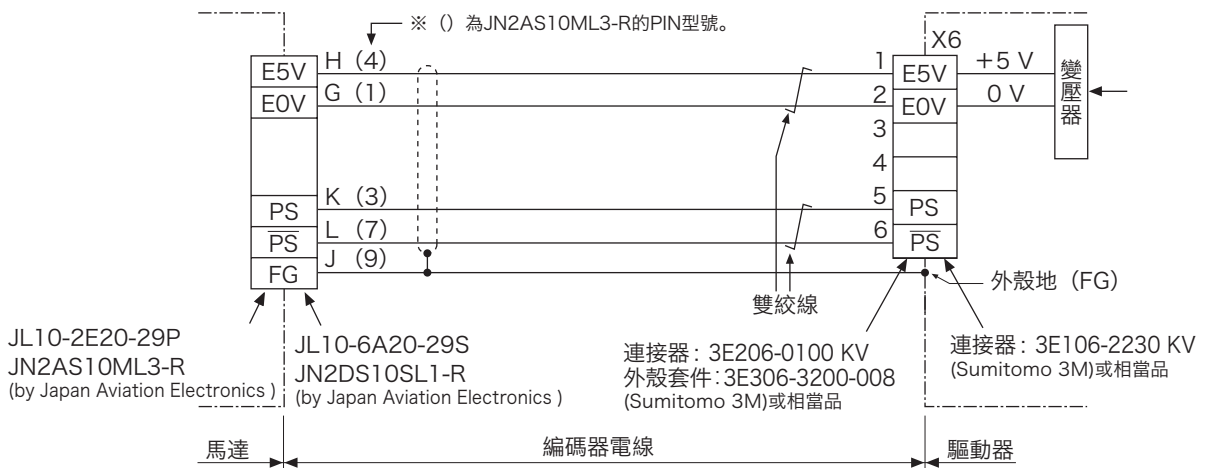 ※（）為JN2AS10ML3-R的PIN型號。
X6
E5V
H（4）
1
E5V
+5 V
E0V
G（1）
2
E0V
0 V
變壓器
3
4
PS
K（3）
5
PS
P̅S̅
L（7）
6
P̅S̅
FG
J（9）
外殼地（FG）
雙絞線
JL10-2E20-29P
JN2AS10ML3-R
(by Japan Aviation Electronics )
JL10-6A20-29S
JN2DS10SL1-R
(by Japan Aviation Electronics )
連接器：3E206-0100 KV
外殼套件：3E306-3200-008
(Sumitomo 3M)或相當品
連接器：3E106-2230 KV
(Sumitomo 3M)或相當品
馬達
編碼器電線
驅動器